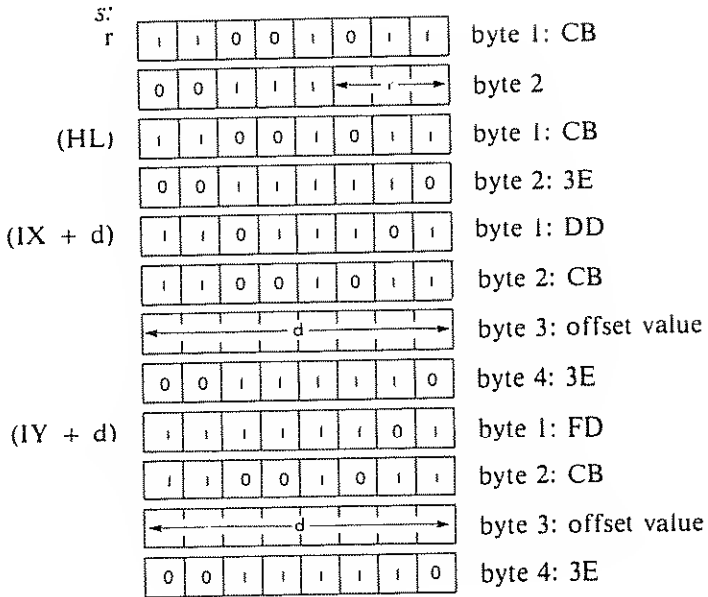 s:
r 1 1 0 0 1 0 1 1 byte 1: CB
0 0 1 1 1 r byte 2
(HL) 1 1 0 0 1 0 1 1 byte 1: CB
0 0 1 1 1 1 1 0 byte 2: 3E
(IX + d) 1 1 0 1 1 1 0 1 byte 1: DD
1 1 0 0 1 0 1 1 byte 2: CB
d byte 3: offset value
0 0 1 1 1 1 1 0 byte 4: 3E
(IY + d) 1 1 1 1 1 1 0 1 byte 1: FD
1 1 0 0 1 0 1 1 byte 2: CB
d byte 3: offset value
0 0 1 1 1 1 1 0 byte 4: 3E